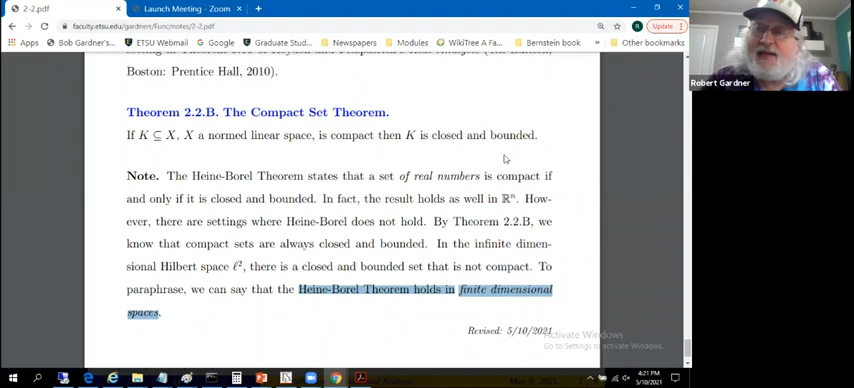 2-2.pdf
Launch Meeting - Zoom
faculty.etsu.edu/gardnerr/Func/notes/2-2.pdf
Update
Apps
Bob Gardner's...
ETSU Webmail
Google
Graduate Stud...
Newspapers
Modules
WikiTree A Fa...
Bernstein book
Other bookmarks
Boston: Prentice Hall, 2010).
Theorem 2.2.B. The Compact Set Theorem.
If K ⊆ X, X a normed linear space, is compact then K is closed and bounded.
Note. The Heine-Borel Theorem states that a set of real numbers is compact if
and only if it is closed and bounded. In fact, the result holds as well in ℝⁿ. How-
ever, there are settings where Heine-Borel does not hold. By Theorem 2.2.B, we
know that compact sets are always closed and bounded. In the infinite dimen-
sional Hilbert space ℓ², there is a closed and bounded set that is not compact. To
paraphrase, we can say that the Heine-Borel Theorem holds in finite dimensional
spaces.
Revised: 5/10/2021
Activate Windows
Go to Settings to activate Windows.
4:21 PM
5/10/2021
Robert Gardner